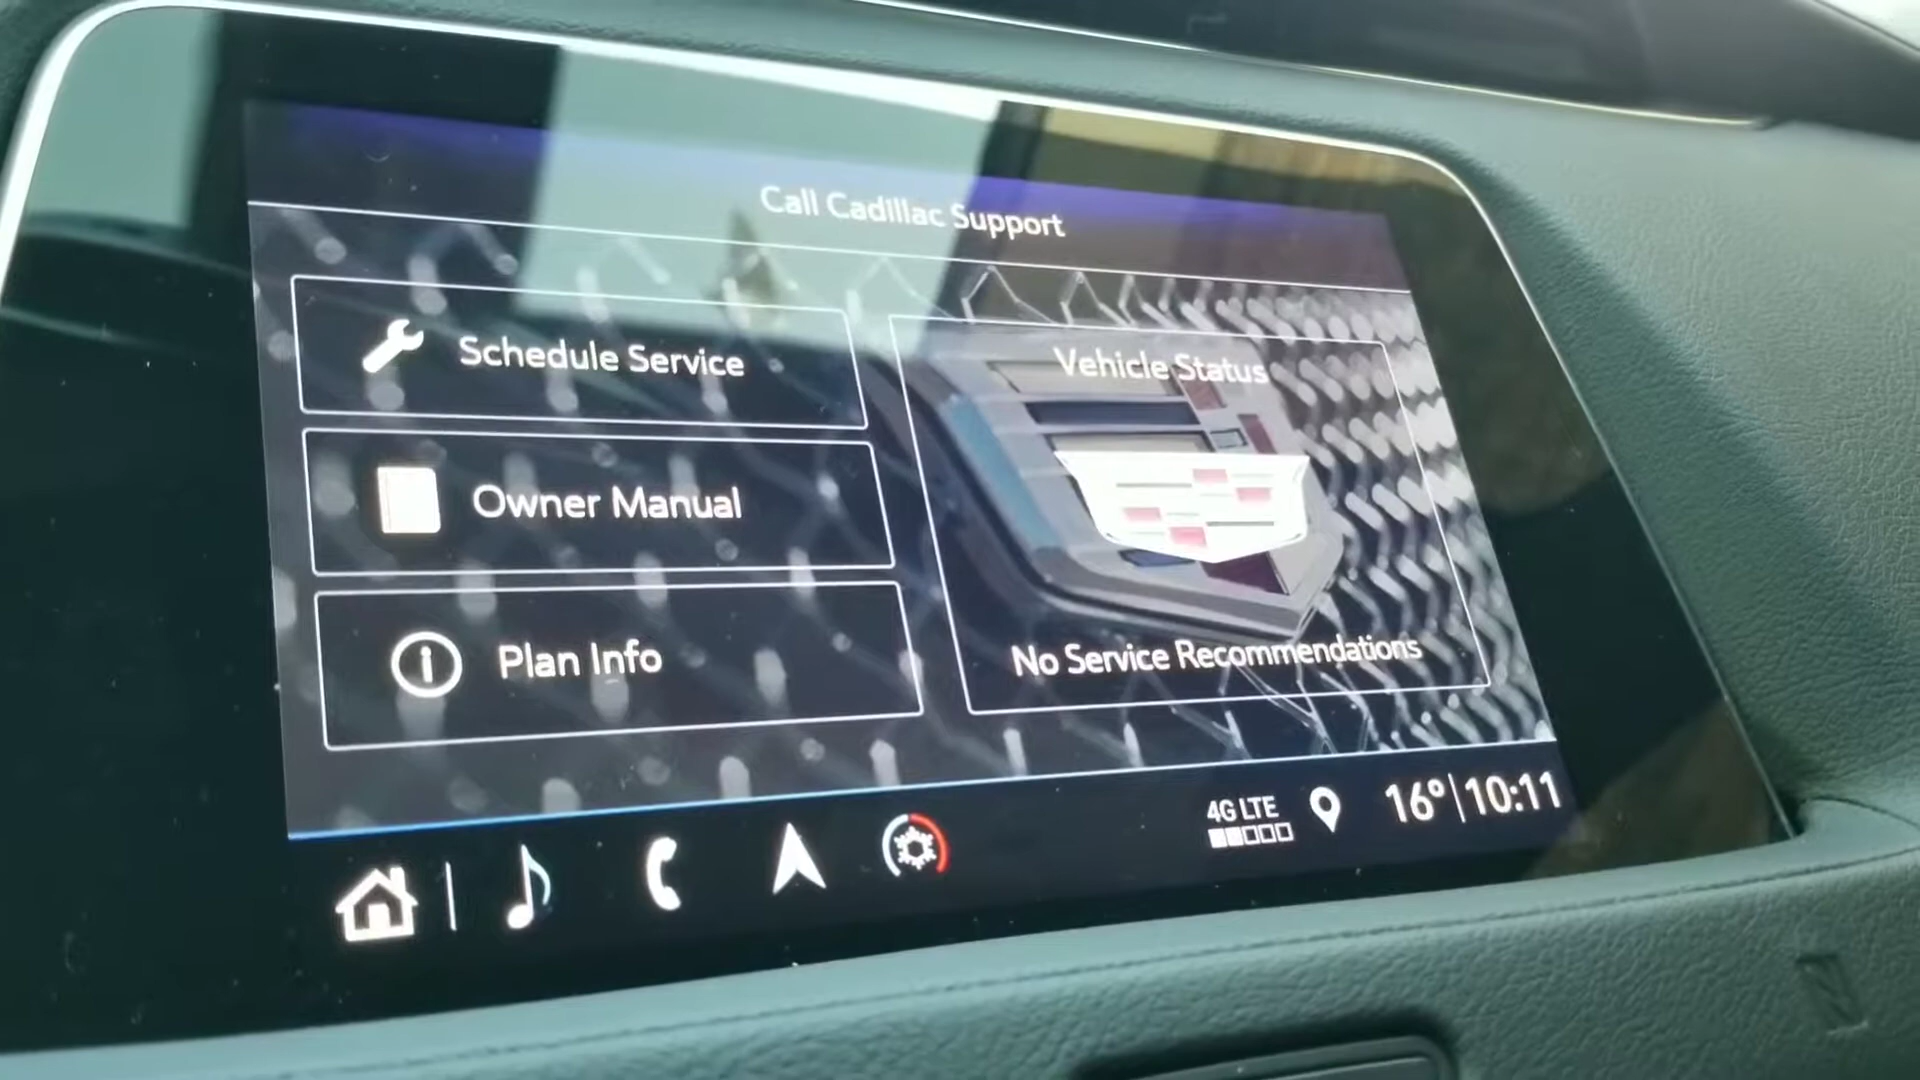 Call Cadillac Support
Schedule Service
Vehicle Status
Owner Manual
Plan Info
No Service Recommendations
4G LTE
16°|10:11